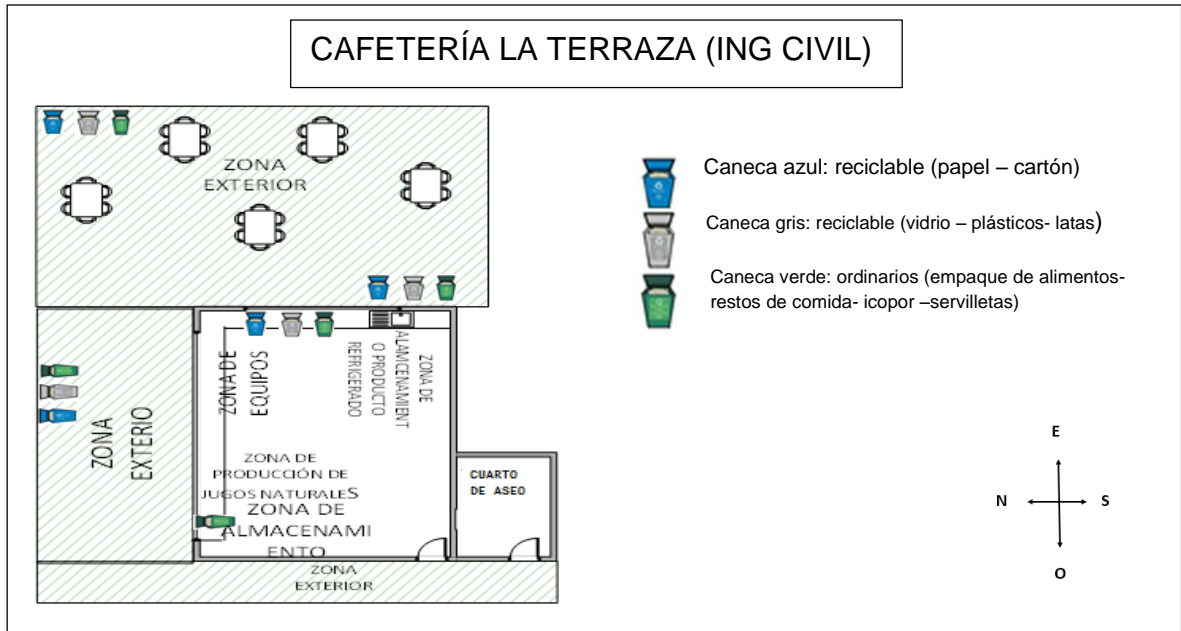 CAFETERÍA LA TERRAZA (ING CIVIL)
ZONA
EXTERIOR
Caneca azul: reciclable (papel – cartón)
Caneca gris: reciclable (vidrio – plásticos- latas)
Caneca verde: ordinarios (empaque de alimentos-
restos de comida- icopor –servilletas)
ZONA
EXTERIO
ZONA DE
EQUIPOS
ZONA DE
ALAMCENAMIENT
O PRODUCTO
REFRIGERADO
ZONA DE
PRODUCCIÓN DE
JUGOS NATURALES
ZONA DE
ALMACENAMI
ENTO
CUARTO
DE ASEO
ZONA
EXTERIOR
E
N
S
O